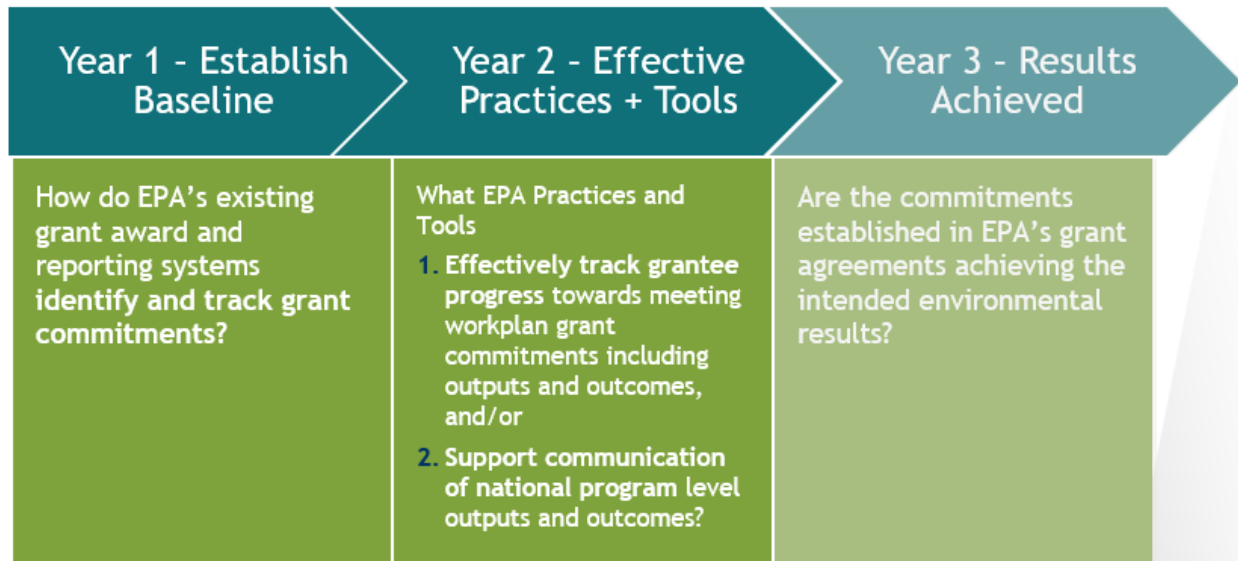 Year 1 – Establish
Baseline
Year 2 – Effective
Practices + Tools
Year 3 – Results
Achieved
How do EPA’s existing
grant award and
reporting systems
identify and track grant
commitments?
What EPA Practices and
Tools
1. Effectively track grantee
progress towards meeting
workplan grant
commitments including
outputs and outcomes,
and/or
2. Support communication
of national program level
outputs and outcomes?
Are the commitments
established in EPA’s grant
agreements achieving the
intended environmental
results?